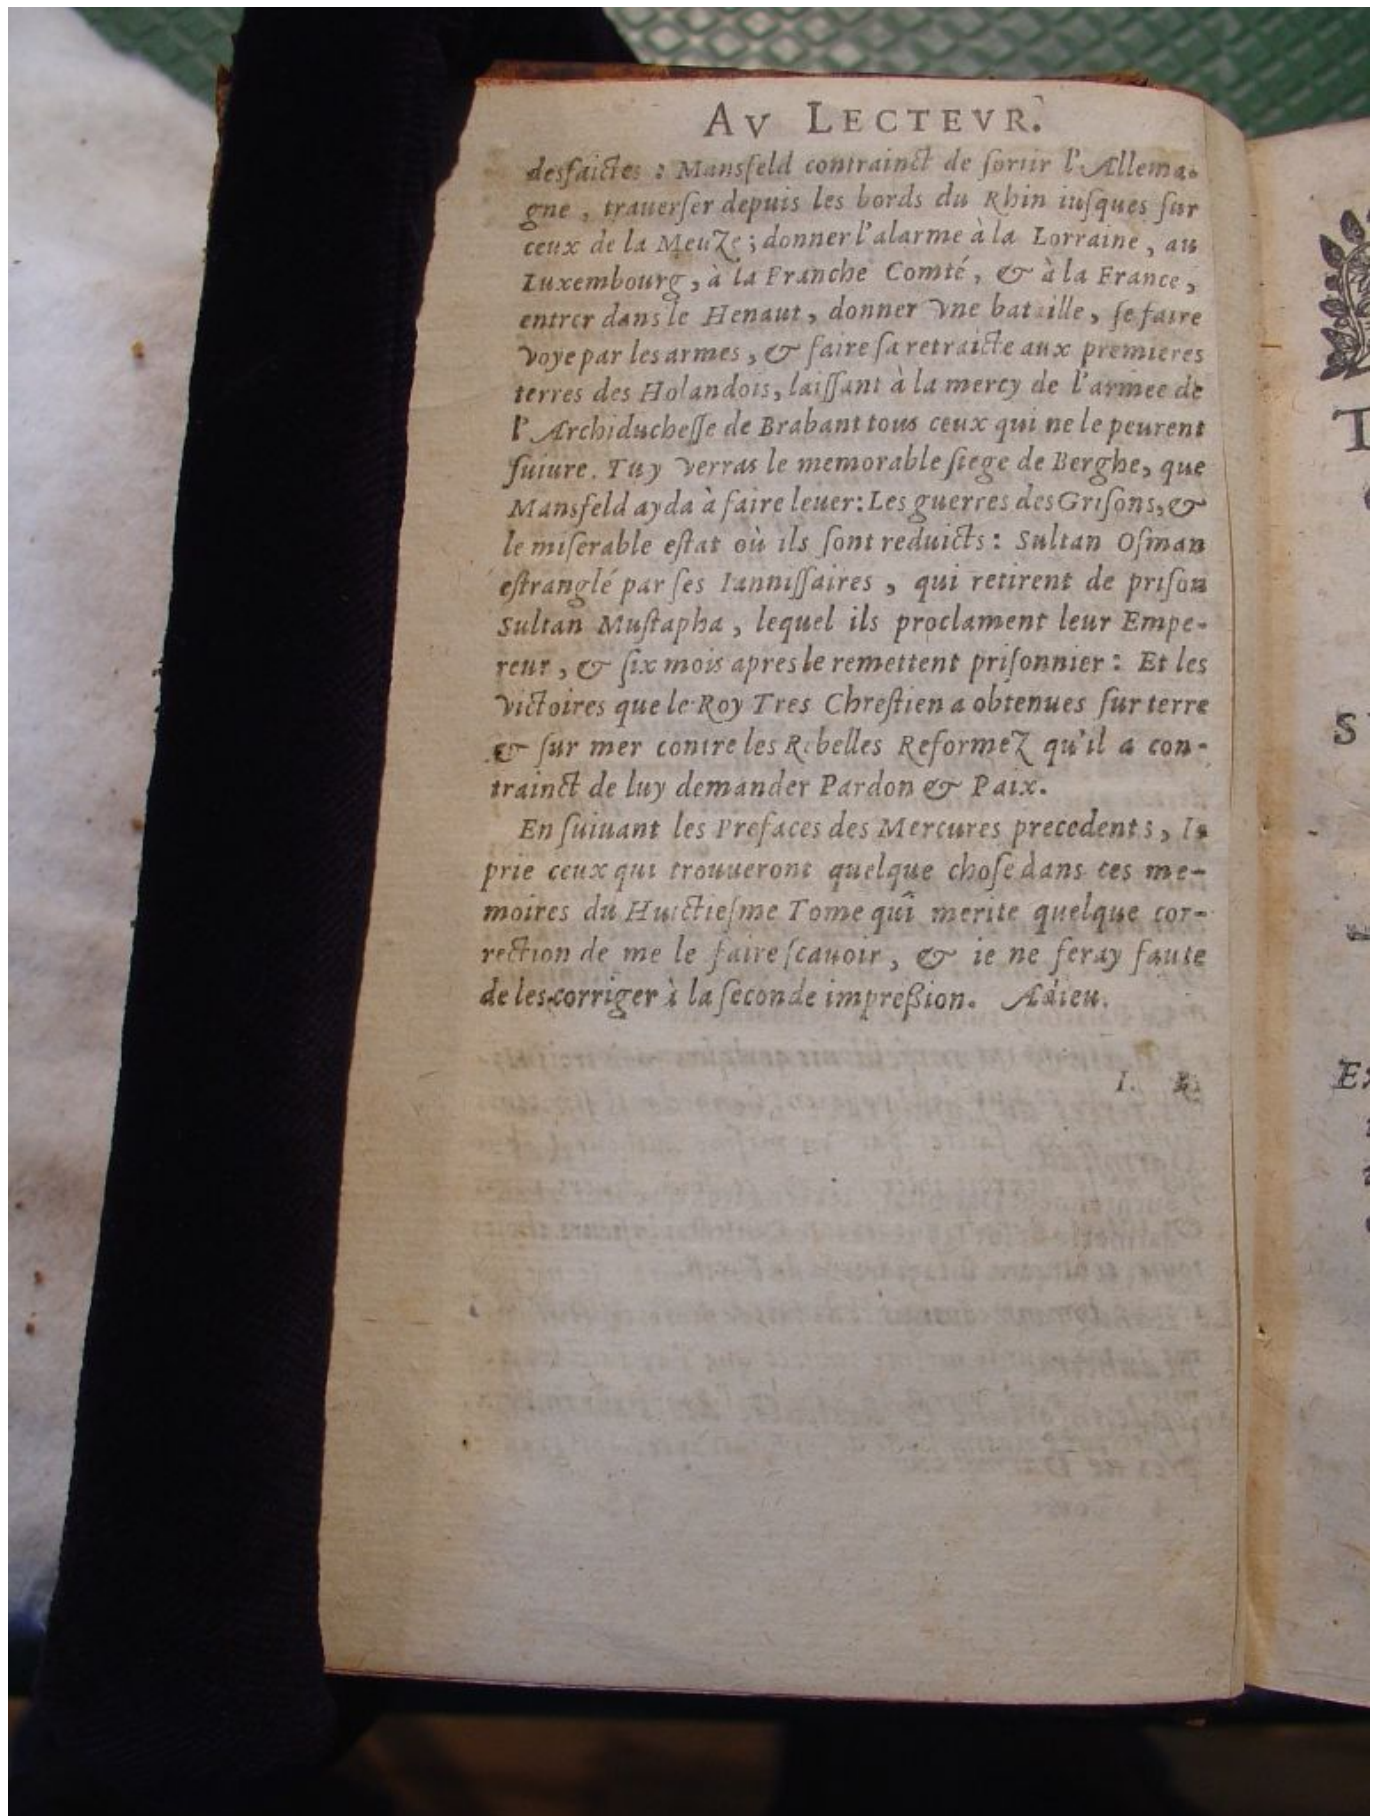 AV LECTEVR.
desfaictes : Mansfeld contrainct de sortir l'Allema-
gne, trauerser depuis les bords du Rhin iusques sur
ceux de la Meuze; donner l'alarme à la Lorraine, au
Luxembourg, à la Franche Comté, & à la France,
entrer dans le Henaut, donner vne bataille, se faire
voye par les armes, & faire sa retraicte aux premieres
terres des Holandois, laissant à la mercy de l'armee de
l'Archiduchesse de Brabant tous ceux qui ne le peurent
suiure. Tu y verras le memorable siege de Berghe, que
Mansfeld ayda à faire leuer: Les guerres des Grisons, &
le miserable estat où ils sont reduicts: Sultan Osman
estranglé par ses Iannissaires, qui retirent de prison
Sultan Mustapha, lequel ils proclament leur Empe-
reur, & six mois apres le remettent prisonnier: Et les
victoires que le Roy Tres Chrestien a obtenues sur terre
& sur mer contre les Rebelles Reformez qu'il a con-
trainct de luy demander Pardon & Paix.
En suiuant les Prefaces des Mercures precedents, Ie
prie ceux qui trouueront quelque chose dans ces me-
moires du Huictiesme Tome qui merite quelque cor-
rection de me le faire scauoir, & ie ne feray faute
de les corriger à la seconde impression. Adieu.
I. R.